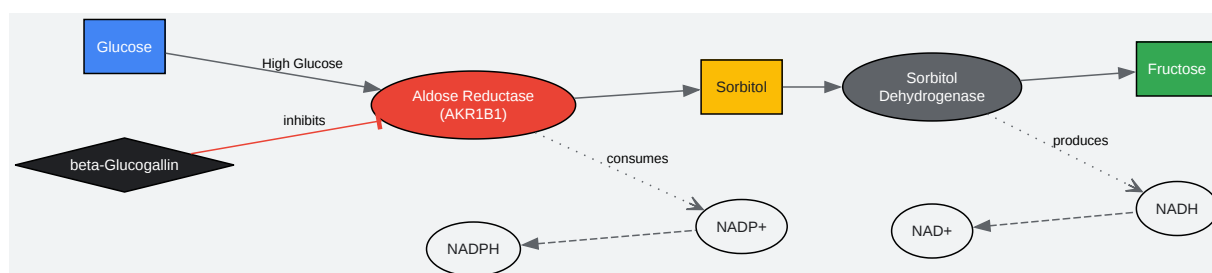 Glucose
High Glucose
Aldose Reductase
(AKR1B1)
Sorbitol
Sorbitol
Dehydrogenase
Fructose
inhibits
beta-Glucogallin
consumes
produces
NADPH
NADP+
NAD+
NADH